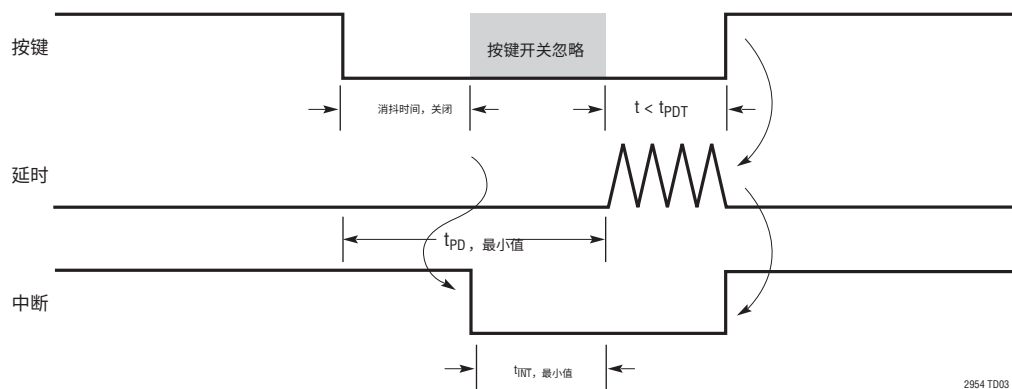 按键
按键开关忽略
消抖时间，关闭
t < tPDT
延时
tPD，最小值
中断
tINT，最小值
2954 TD03